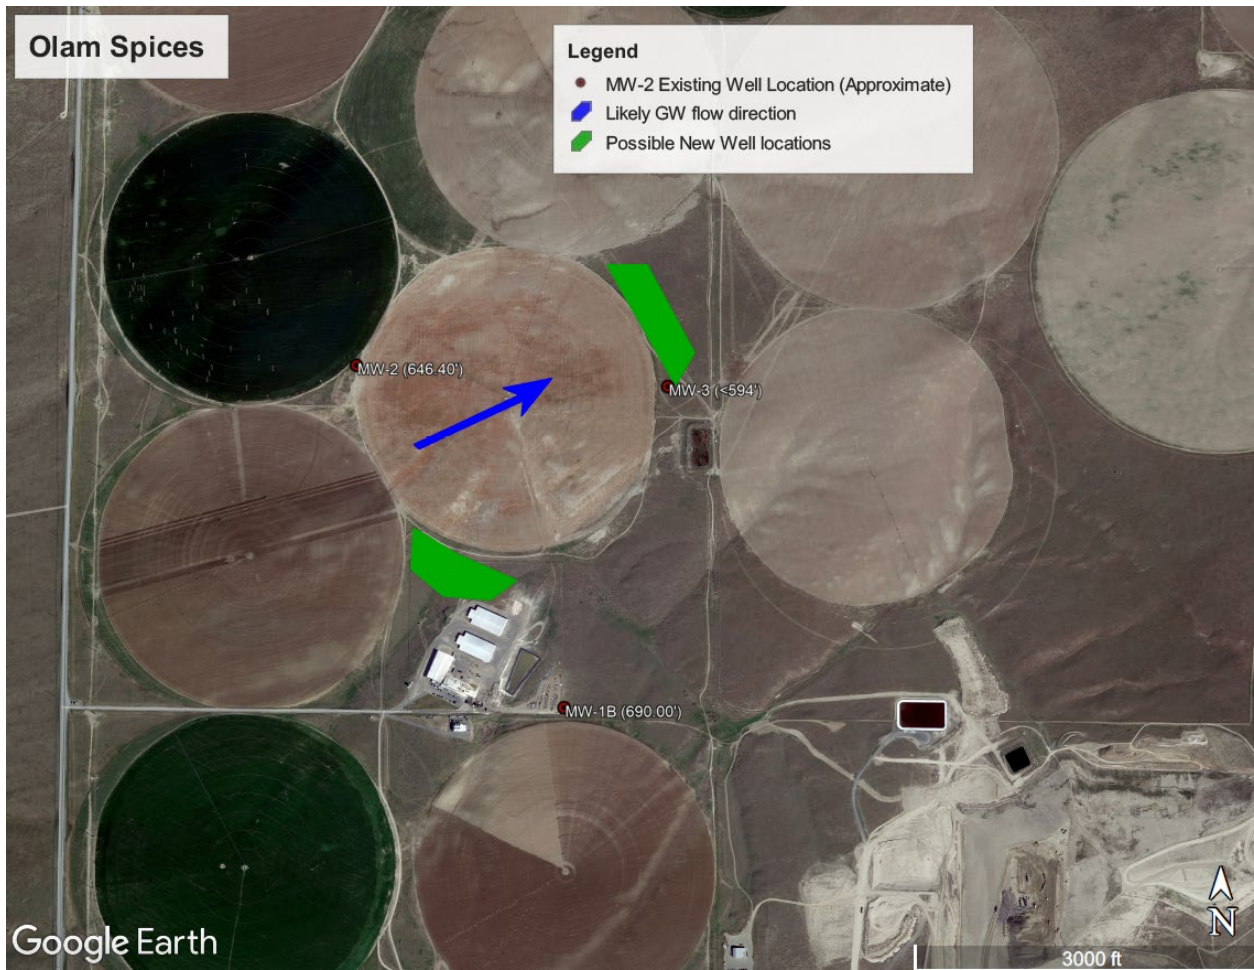 Olam Spices
Legend
MW-2 Existing Well Location (Approximate)
Likely GW flow direction
Possible New Well locations
MW-2 (646.40')
MW-3 (<594')
MW-1B (690.00')
N
Google Earth
3000 ft